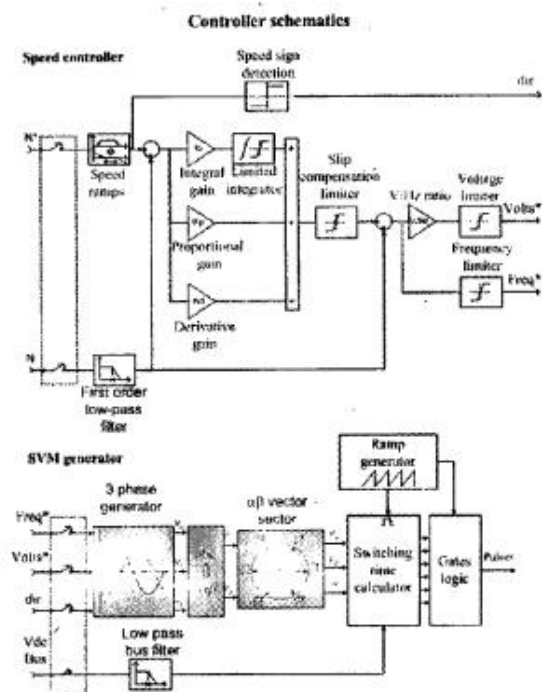 Controller schematics
Speed controller
Speed sign
detection
dir
N*
Speed
ramps
Integral
gain
Limited
integrator
Proportional
gain
Derivative
gain
Slip
compensation
limiter
V/Hz ratio
Voltage
limiter
Volts*
Frequency
limiter
Freq*
N
First order
low-pass
filter
SVM generater
3 phase
generator
αβ vector
sector
Ramp
generator
Freq*
Volts*
dir
Vdc
Bus
Low pass
bus filter
Switching
time
calculator
Gates
logic
Pulses